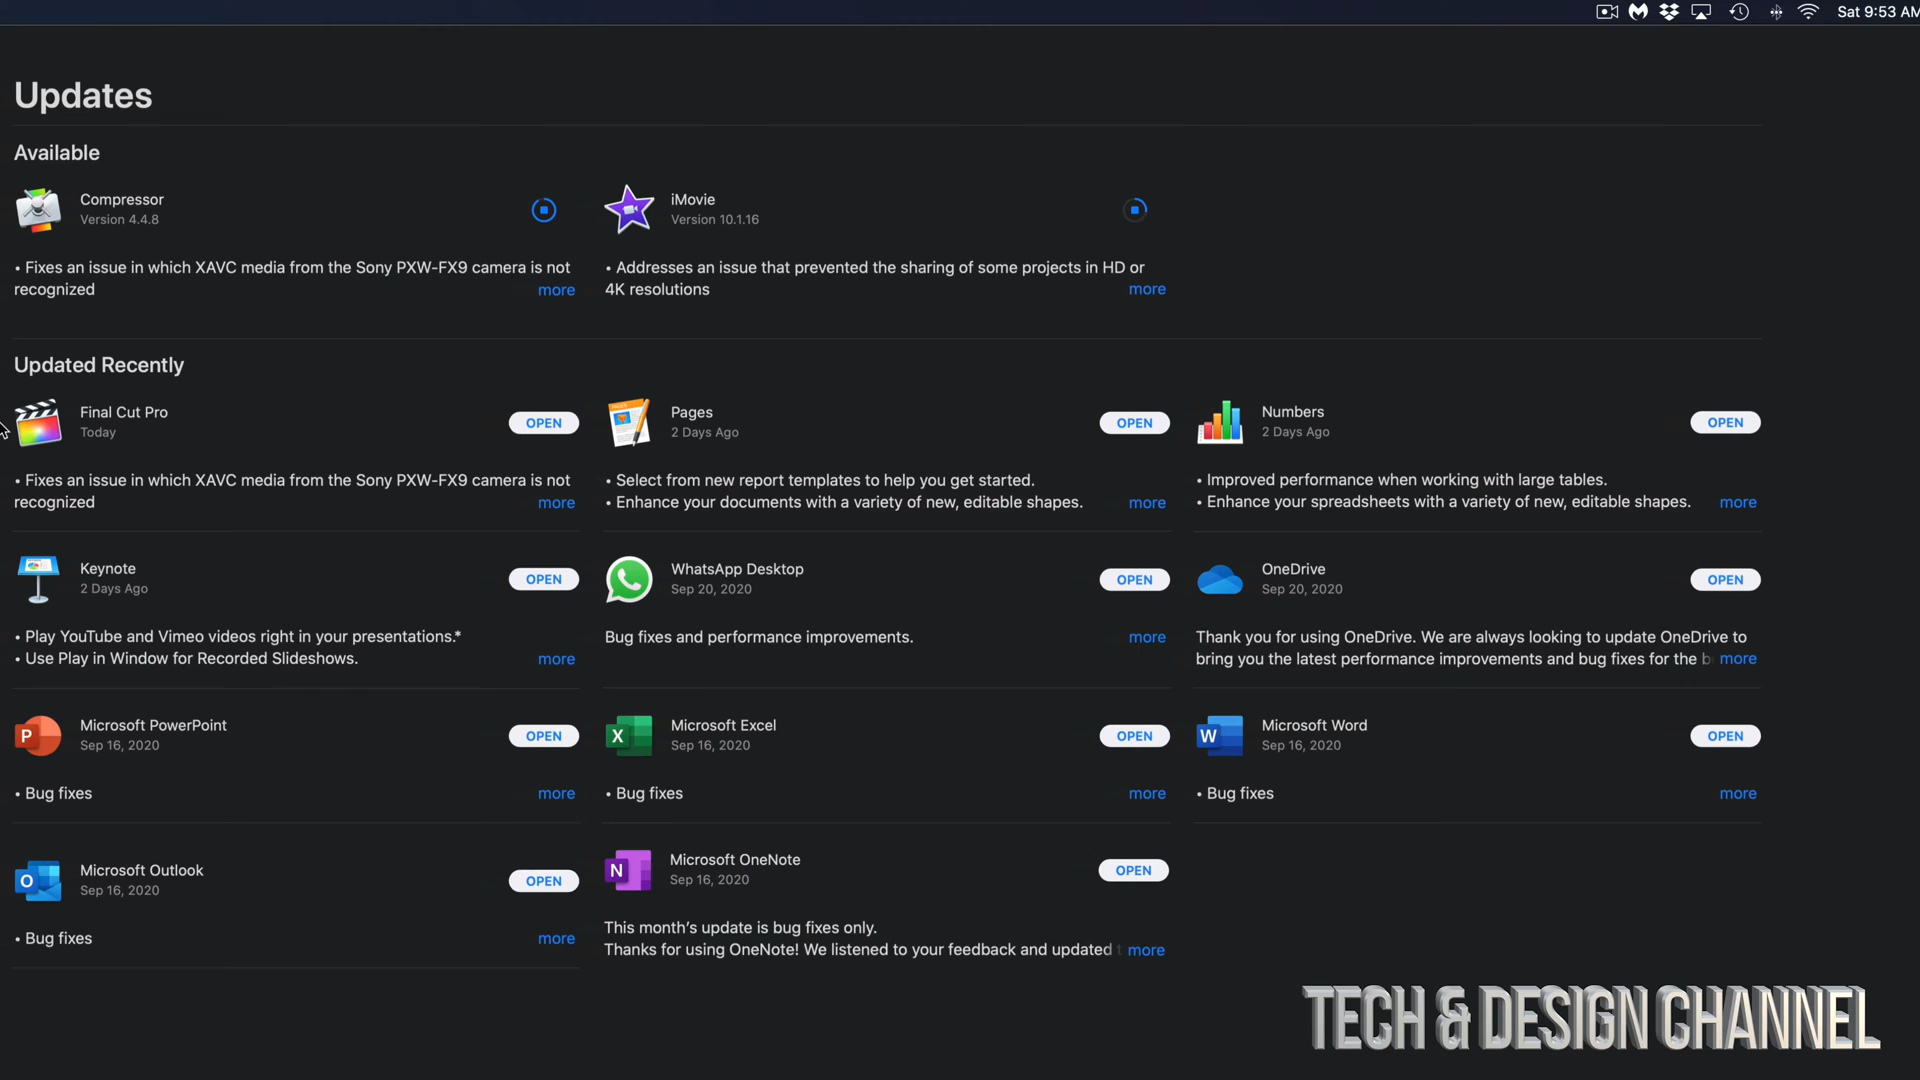 Sat 9:53 AM
Updates
Available
Compressor
Version 4.4.8
• Fixes an issue in which XAVC media from the Sony PXW-FX9 camera is not
recognized
more
iMovie
Version 10.1.16
• Addresses an issue that prevented the sharing of some projects in HD or
4K resolutions
more
Updated Recently
Final Cut Pro
Today
OPEN
• Fixes an issue in which XAVC media from the Sony PXW-FX9 camera is not
recognized
more
Pages
2 Days Ago
OPEN
• Select from new report templates to help you get started.
• Enhance your documents with a variety of new, editable shapes.
more
Numbers
2 Days Ago
OPEN
• Improved performance when working with large tables.
• Enhance your spreadsheets with a variety of new, editable shapes.
more
Keynote
2 Days Ago
OPEN
• Play YouTube and Vimeo videos right in your presentations.*
• Use Play in Window for Recorded Slideshows.
more
WhatsApp Desktop
Sep 20, 2020
OPEN
Bug fixes and performance improvements.
more
OneDrive
Sep 20, 2020
OPEN
Thank you for using OneDrive. We are always looking to update OneDrive to
bring you the latest performance improvements and bug fixes for the
more
Microsoft PowerPoint
Sep 16, 2020
OPEN
• Bug fixes
more
Microsoft Excel
Sep 16, 2020
OPEN
• Bug fixes
more
Microsoft Word
Sep 16, 2020
OPEN
• Bug fixes
more
Microsoft Outlook
Sep 16, 2020
OPEN
• Bug fixes
more
Microsoft OneNote
Sep 16, 2020
OPEN
This month's update is bug fixes only.
Thanks for using OneNote! We listened to your feedback and updated
more
TECH & DESIGN CHANNEL